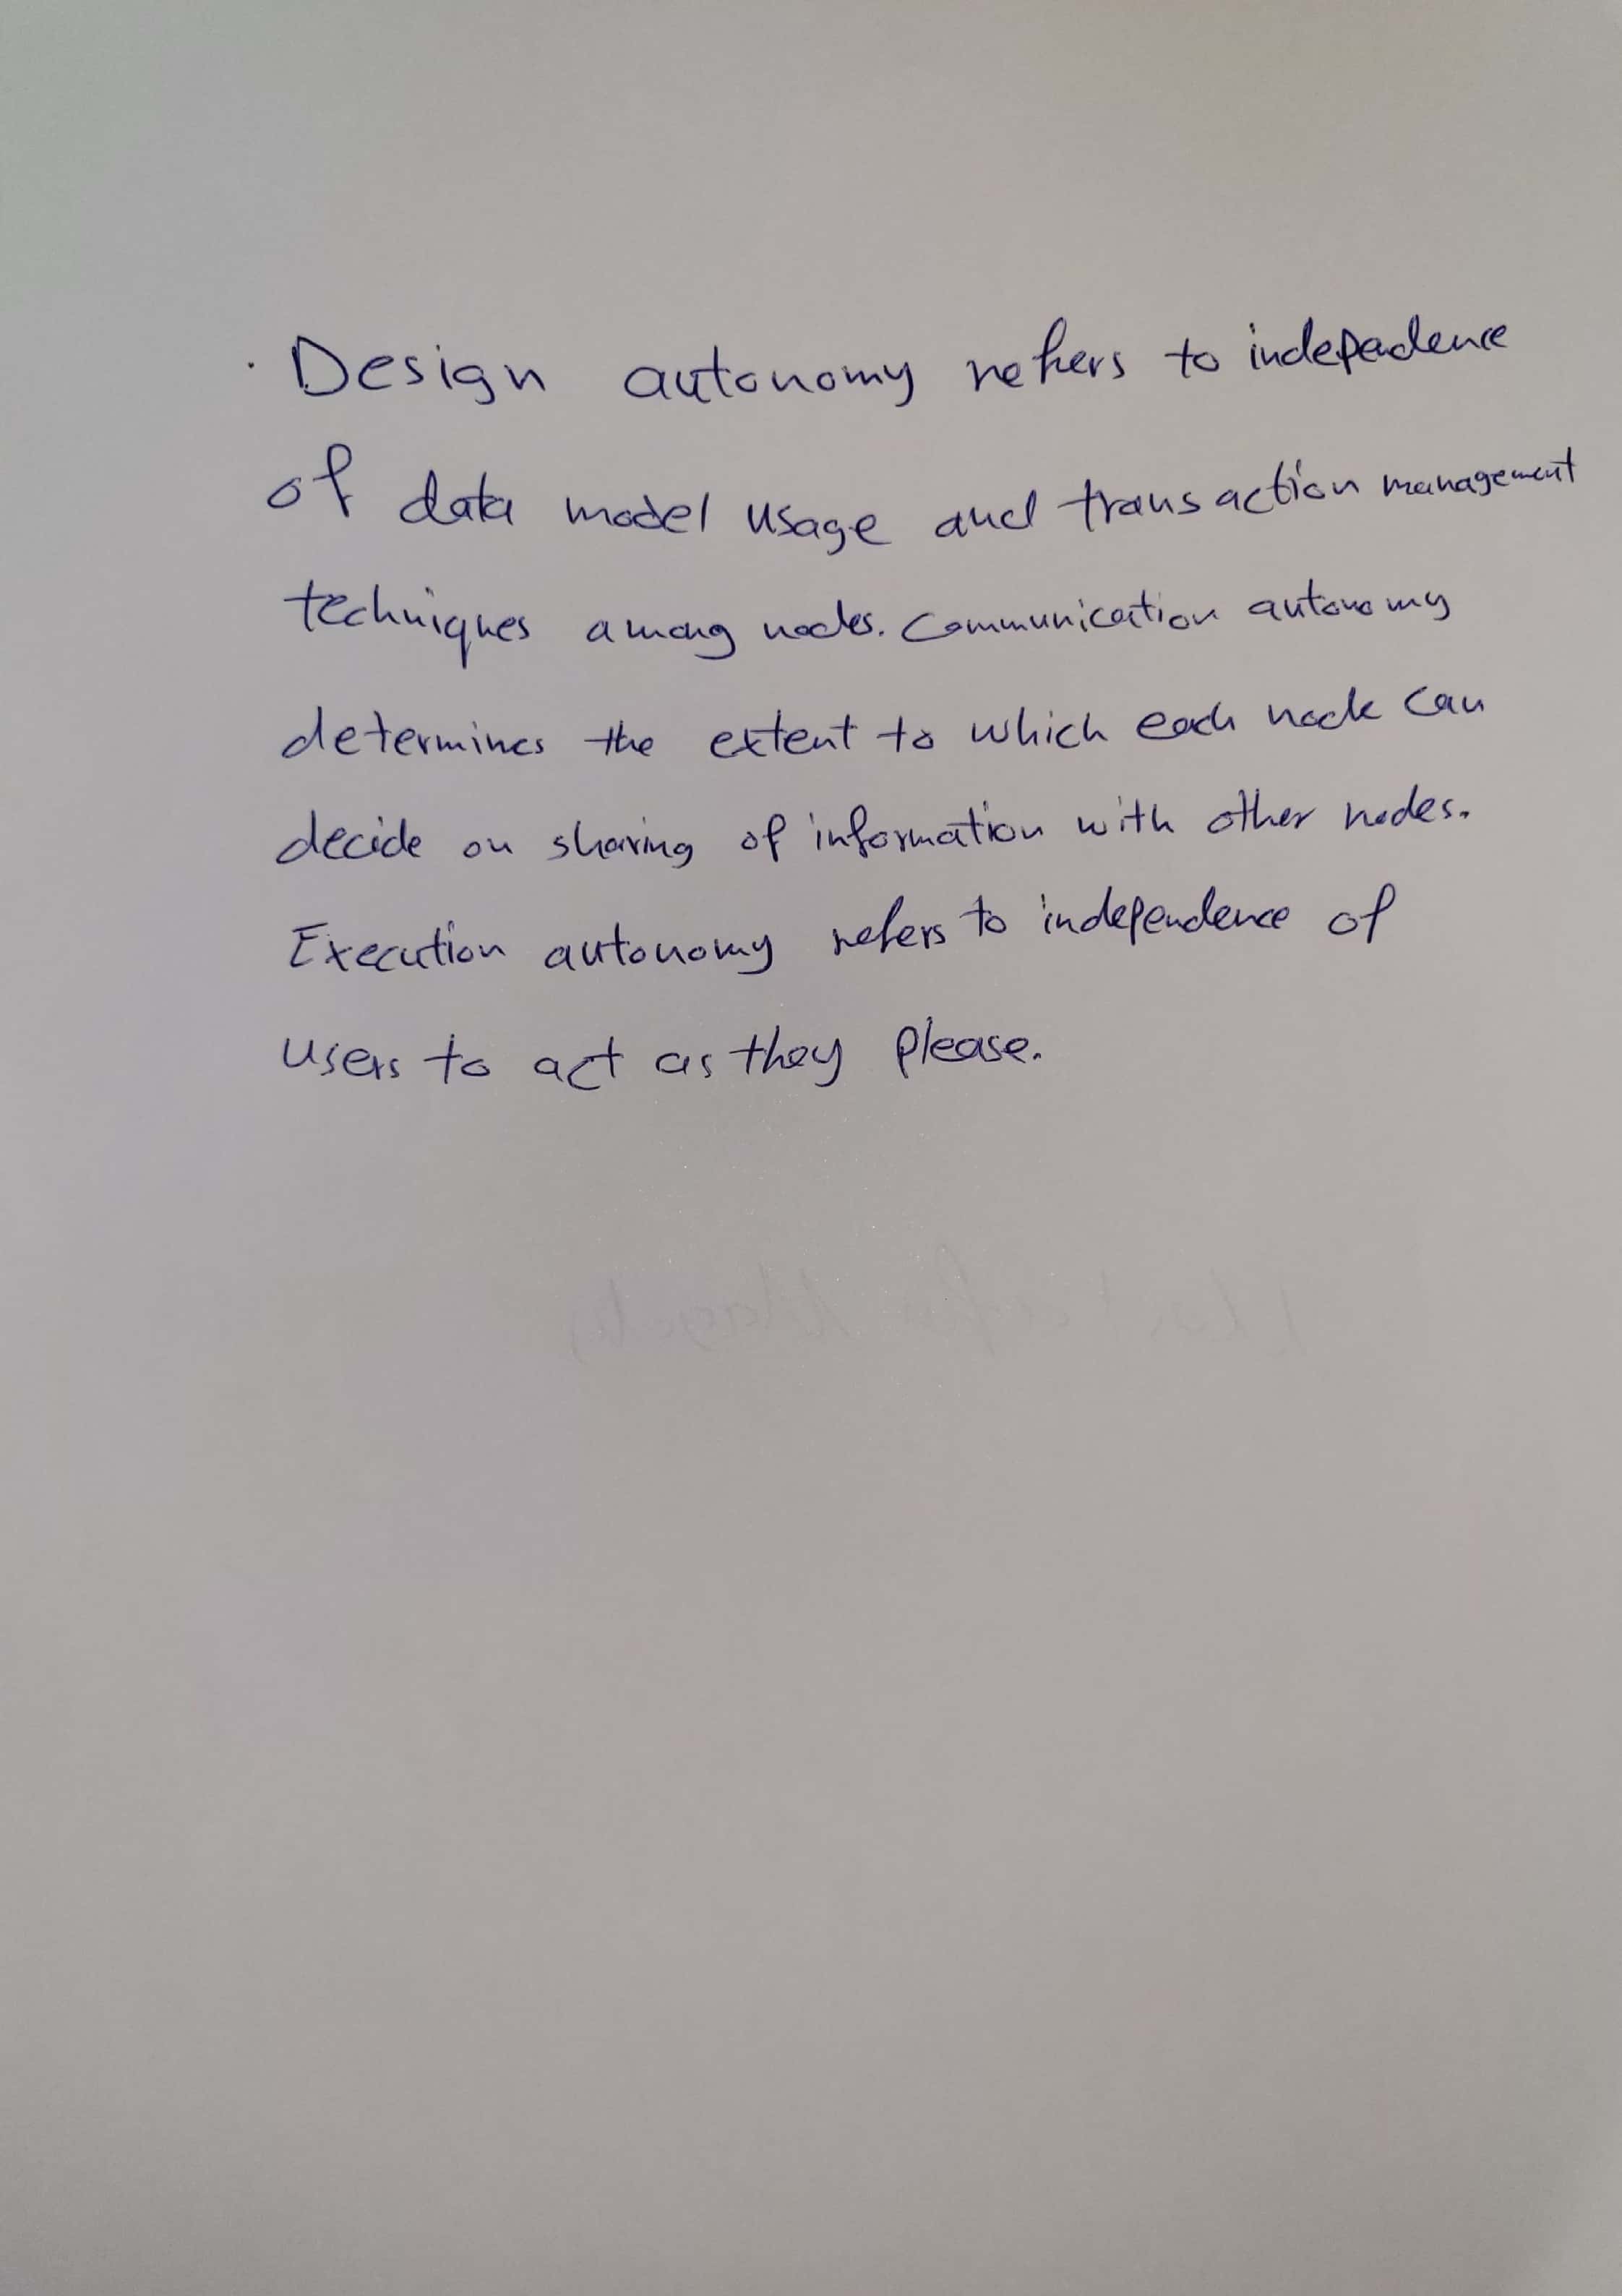 . Design autonomy refers to independence
of data model usage and transaction management
techniques among nodes. Communication autonomy
determines the extent to which each node can
decide on sharing of information with other nodes.
Execution autonomy refers to independence of
users to act as they please.